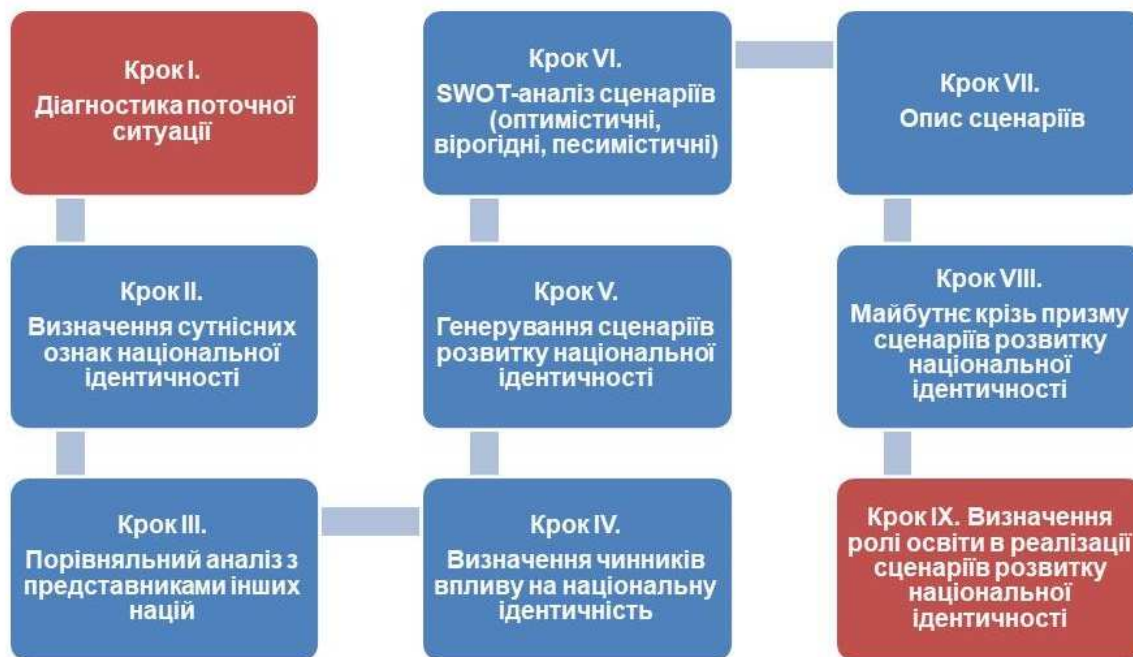 Крок I.
Діагностика поточної
ситуації
Крок II.
Визначення сутнісних
ознак національної
ідентичності
Крок III.
Порівняльний аналіз з
представниками інших
націй
Крок IV.
Визначення чинників
впливу на національну
ідентичність
Крок V.
Генерування сценаріїв
розвитку національної
ідентичності
Крок VI.
SWOT-аналіз сценаріїв
(оптимістичні,
вірогідні, песимістичні)
Крок VII.
Опис сценаріїв
Крок VIII.
Майбутнє крізь призму
сценаріїв розвитку
національної
ідентичності
Крок IX. Визначення
ролі освіти в реалізації
сценаріїв розвитку
національної
ідентичності